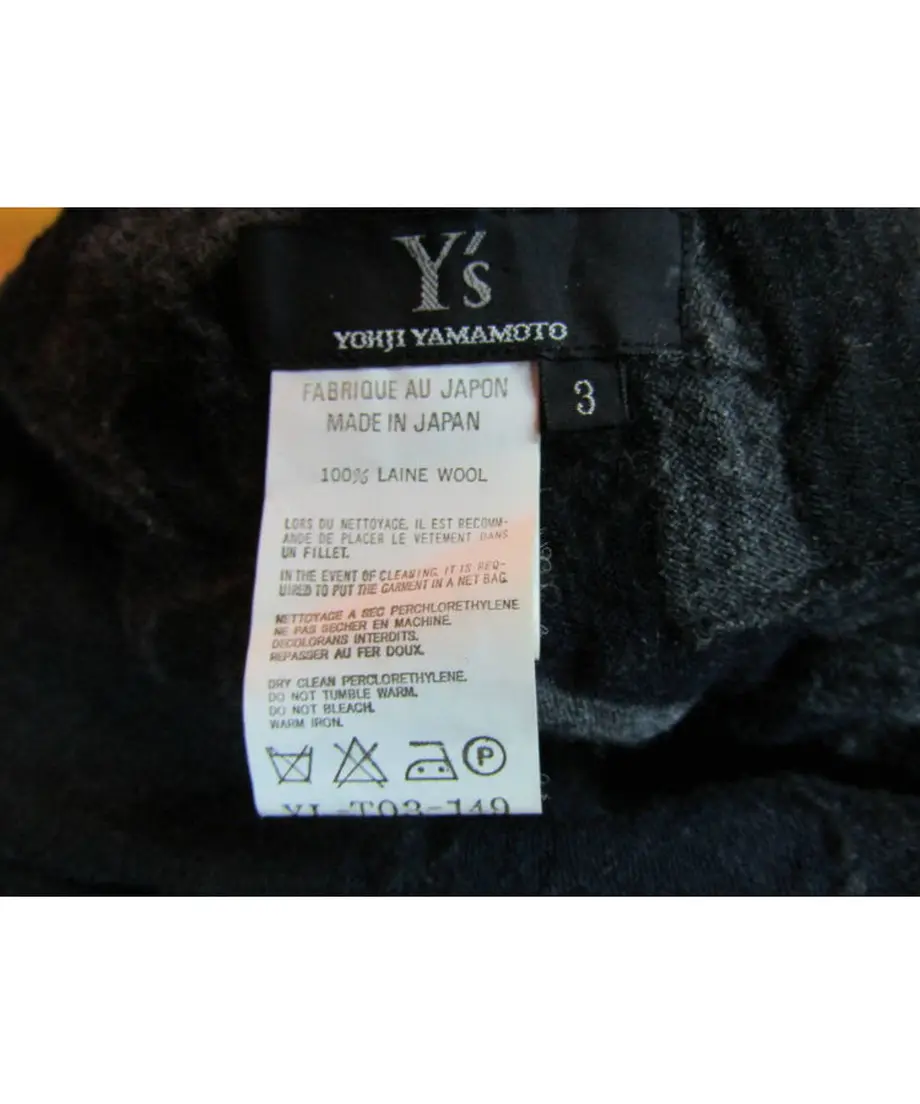 Y's
YOHJI YAMAMOTO
3
FABRIQUE AU JAPON
MADE IN JAPAN
100% LAINE WOOL
LORS DU NETTOYAGE, IL EST RECOMM-
ANDE DE PLACER LE VETEMENT DANS
UN FILLET.
IN THE EVENT OF CLEANING, IT IS REQ-
UIRED TO PUT THE GARMENT IN A NET BAG.
NETTOYAGE A SEC PERCHLORETHYLENE
NE PAS SECHER EN MACHINE.
DECOLORANS INTERDITS.
REPASSER AU FER DOUX.
DRY CLEAN PERCLORETHYLENE.
DO NOT TUMBLE WARM.
DO NOT BLEACH.
WARM IRON.
P
YL-T03-149